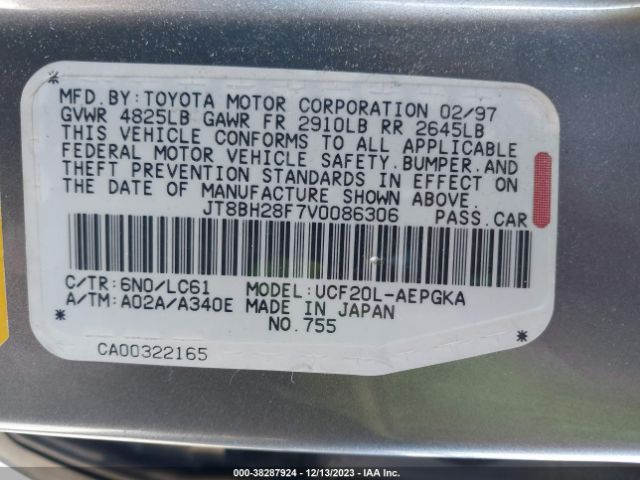 MFD. BY: TOYOTA MOTOR CORPORATION 02/97
GVWR 4825LB GAWR FR 2910LB RR 2645LB
THIS VEHICLE CONFORMS TO ALL APPLICABLE
FEDERAL MOTOR VEHICLE SAFETY.BUMPER.AND
THEFT PREVENTION STANDARDS IN EFFECT ON
THE DATE OF MANUFACTURE SHOWN ABOVE.
JT8BH28F7V0086306 PASS.CAR
C/TR:6N0/LC61 MODEL:UCF20L-AEPGKA
A/TM:A02A/A340E MADE IN JAPAN
NO.755
CA00322165
000-38287924 - 12/13/2023 - IAA Inc.